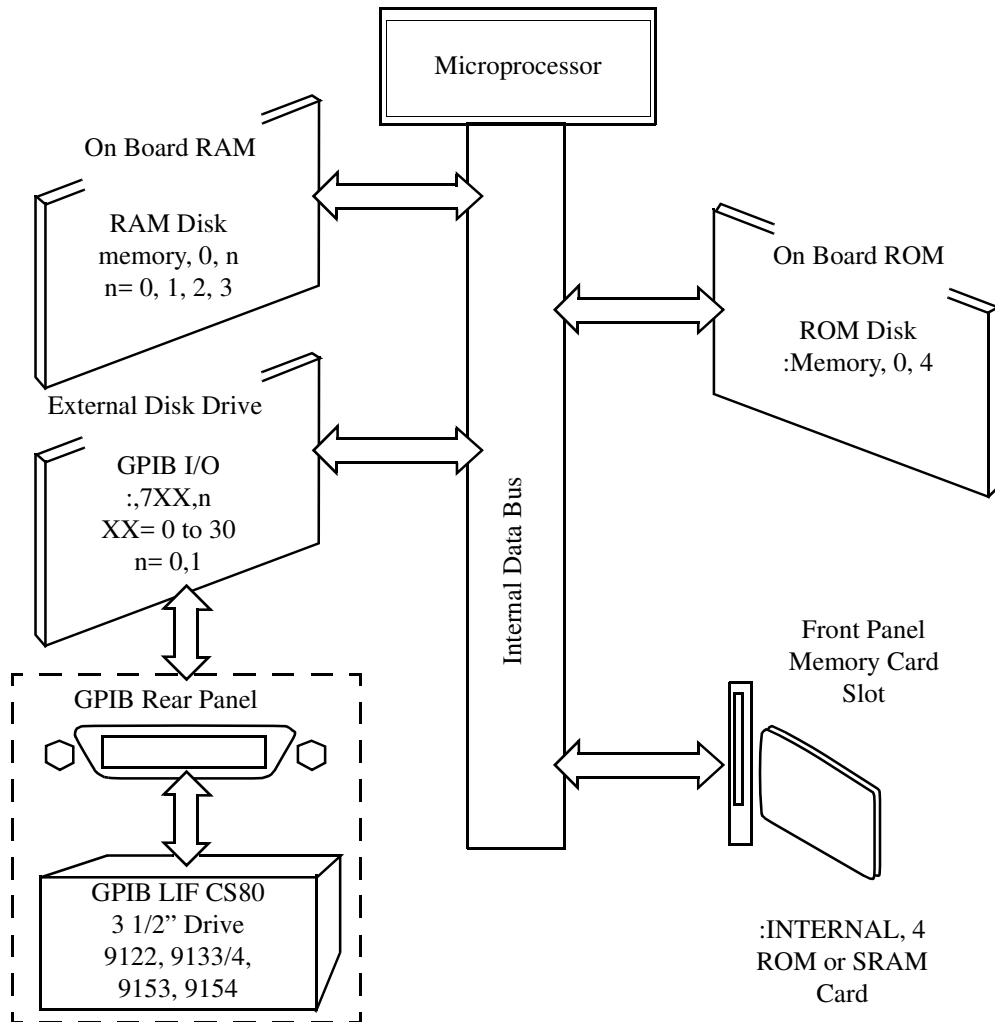 Microprocessor
On Board RAM
RAM Disk
memory, 0, n
n= 0, 1, 2, 3
On Board ROM
ROM Disk
:Memory, 0, 4
External Disk Drive
GPIB I/O
:,7XX,n
XX= 0 to 30
n= 0,1
Internal Data Bus
Front Panel
Memory Card
Slot
GPIB Rear Panel
GPIB LIF CS80
3 1/2” Drive
9122, 9133/4,
9153, 9154
:INTERNAL, 4
ROM or SRAM
Card